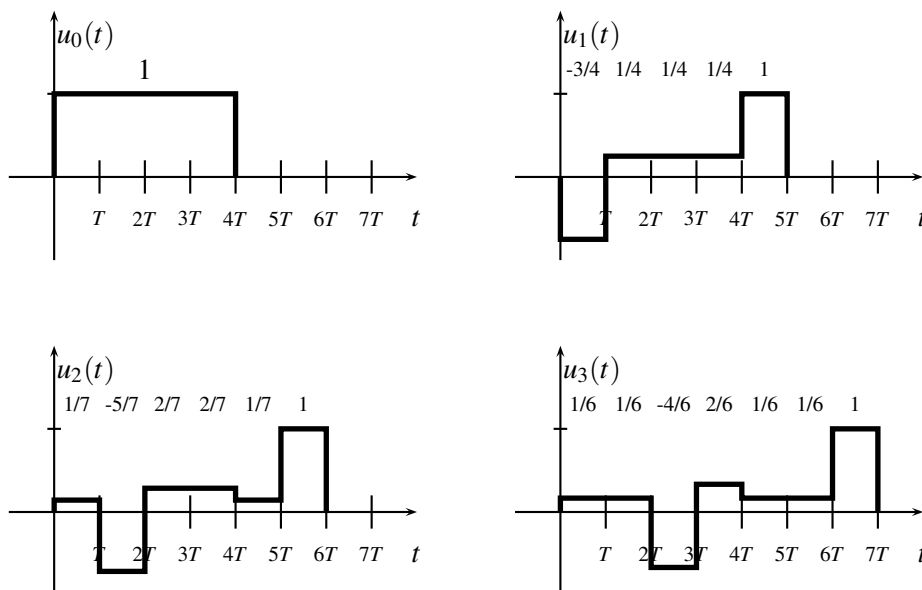 u₀(t)
1
T 2T 3T 4T 5T 6T 7T t
u₁(t)
-3/4 1/4 1/4 1/4 1
T 2T 3T 4T 5T 6T 7T t
u₂(t)
1/7 -5/7 2/7 2/7 1/7 1
T 2T 3T 4T 5T 6T 7T t
u₃(t)
1/6 1/6 -4/6 2/6 1/6 1/6 1
T 2T 3T 4T 5T 6T 7T t